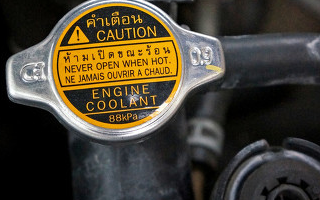 คำเตือน
CAUTION
ห้ามเปิดขณะร้อน
NEVER OPEN WHEN HOT.
NE JAMAIS OUVRIR A CHAUD.
ENGINE
COOLANT
88kPa